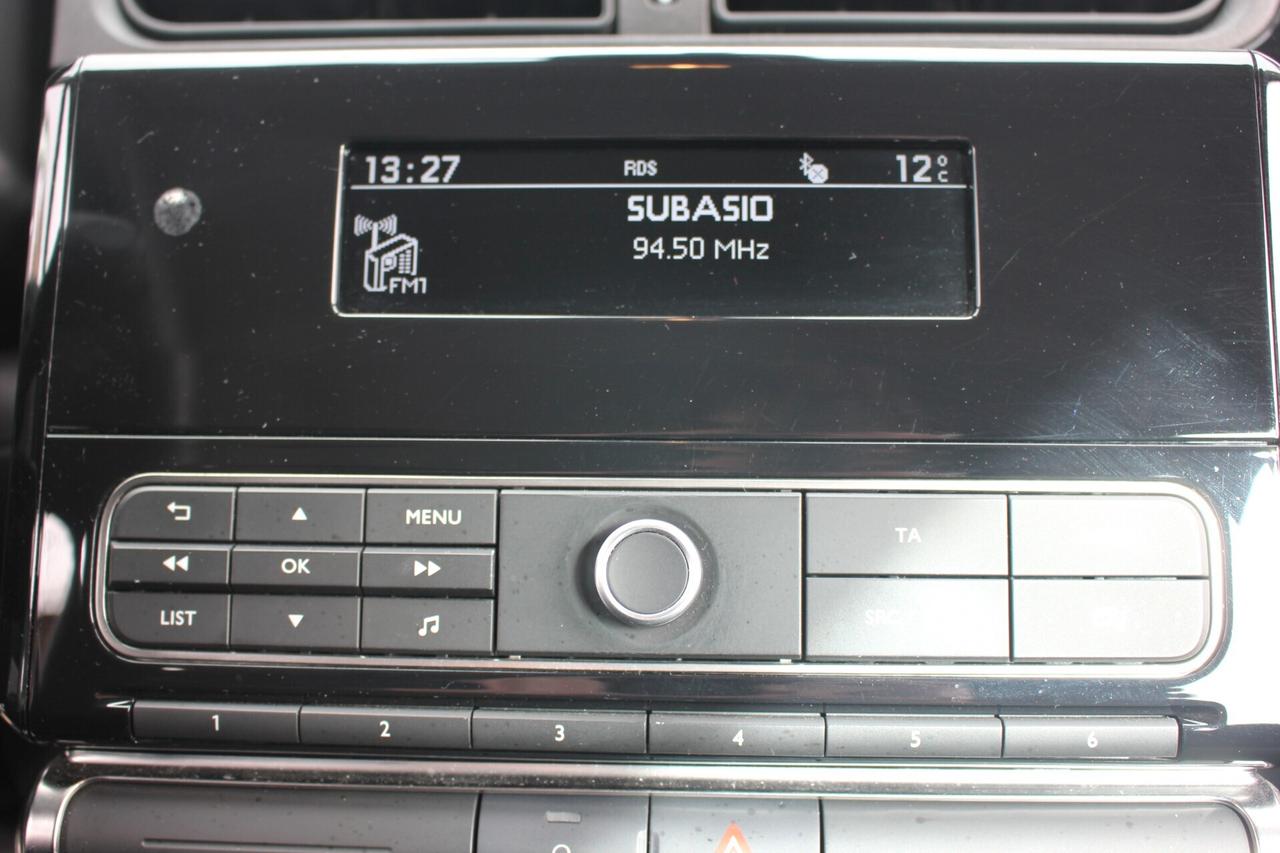 13:27 RDS 12°C
SUBASIO
94.50 MHz
FM1
MENU
TA
OK
LIST
SRC
1 2 3 4 5 6